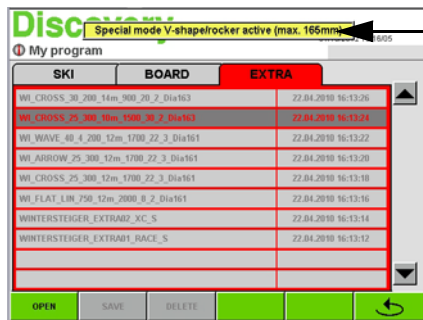 Discovery
Special mode V-shape/rocker active (max. 165mm)
My program
SKI BOARD EXTRA
WI_CROSS_30_200_14m_900_20_2_Dia163 22.04.2010 16:13:26
WI_CROSS_25_300_18m_1500_30_2_Dia163 22.04.2010 16:13:24
WI_WAVE_40_4_200_12m_1700_22_3_Dia161 22.04.2010 16:13:22
WI_ARROW_25_300_12m_1700_22_3_Dia161 22.04.2010 16:13:20
WI_CROSS_25_300_12m_1700_22_3_Dia161 22.04.2010 16:13:18
WI_FLAT_LIN_750_12m_2000_0_2_Dia161 22.04.2010 16:13:16
WINTERSTEIGER_EXTRA02_XC_S 22.04.2010 16:13:14
WINTERSTEIGER_EXTRA01_RACE_S 22.04.2010 16:13:12
OPEN SAVE DELETE